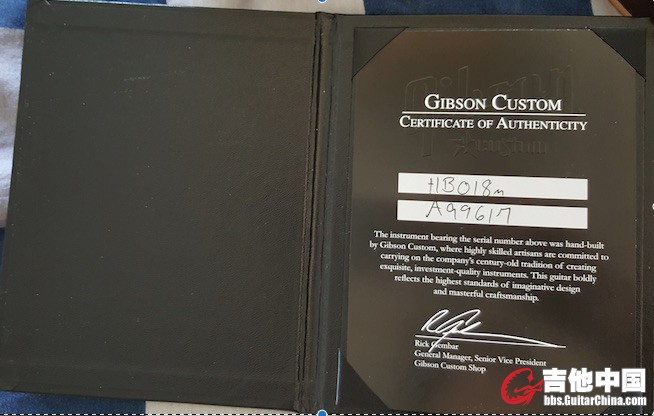 GIBSON CUSTOM
CERTIFICATE OF AUTHENTICITY
HB018m
A99617
The instrument bearing the serial number above was hand-built
by Gibson Custom, where highly skilled artisans are committed to
carrying on the company's century-old tradition of creating
exquisite, investment-quality instruments. This guitar boldly
reflects the highest standards of imaginative design
and masterful craftsmanship.
Rick Gembar
General Manager, Senior Vice President
Gibson Custom Shop
吉他中国
bbs.GuitarChina.com